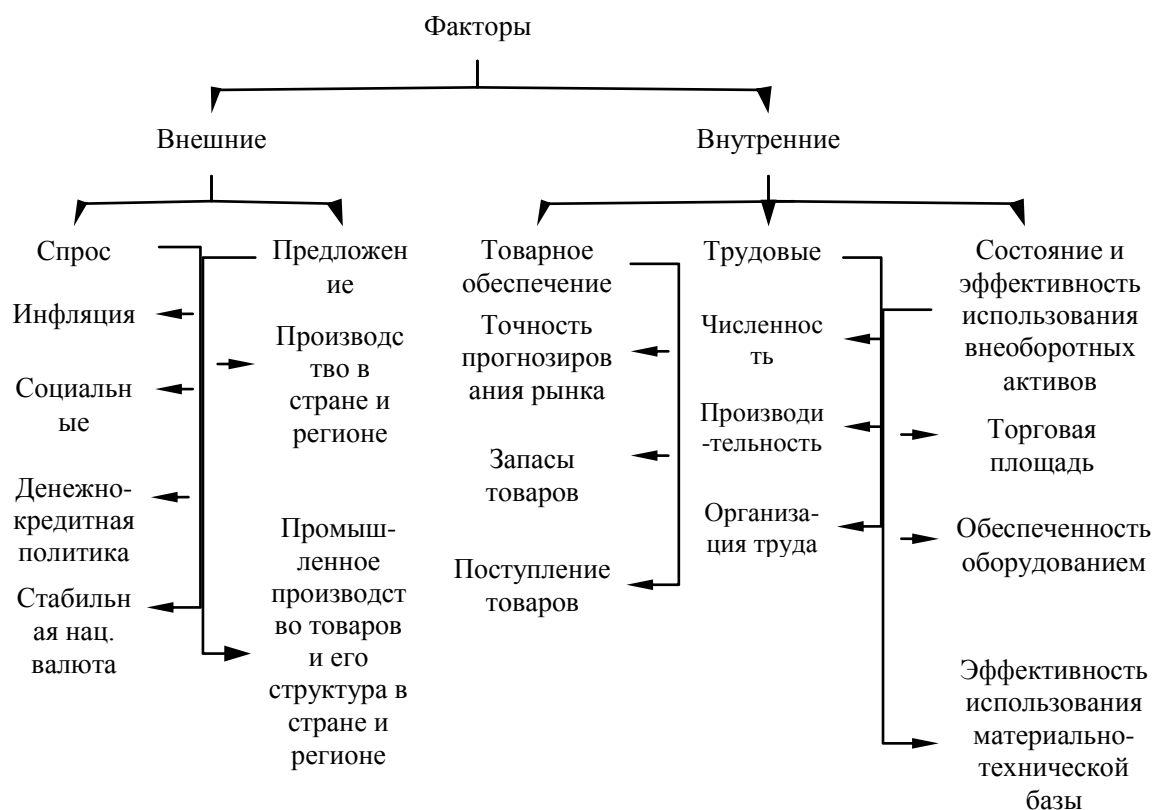 Факторы
Внешние
Внутренние
Спрос
Инфляция
Социальн
ые
Денежно-
кредитная
политика
Стабильн
ая нац.
валюта
Предложен
ие
Производс
тво в
стране и
регионе
Промыш-
ленное
производст
во товаров
и его
структура в
стране и
регионе
Товарное
обеспечение
Точность
прогнозиров
ания рынка
Запасы
товаров
Поступление
товаров
Трудовые
Численнос
ть
Производи
-тельность
Организа-
ция труда
Состояние и
эффективность
использования
внеоборотных
активов
Торговая
площадь
Обеспеченность
оборудованием
Эффективность
использования
материально-
технической
базы